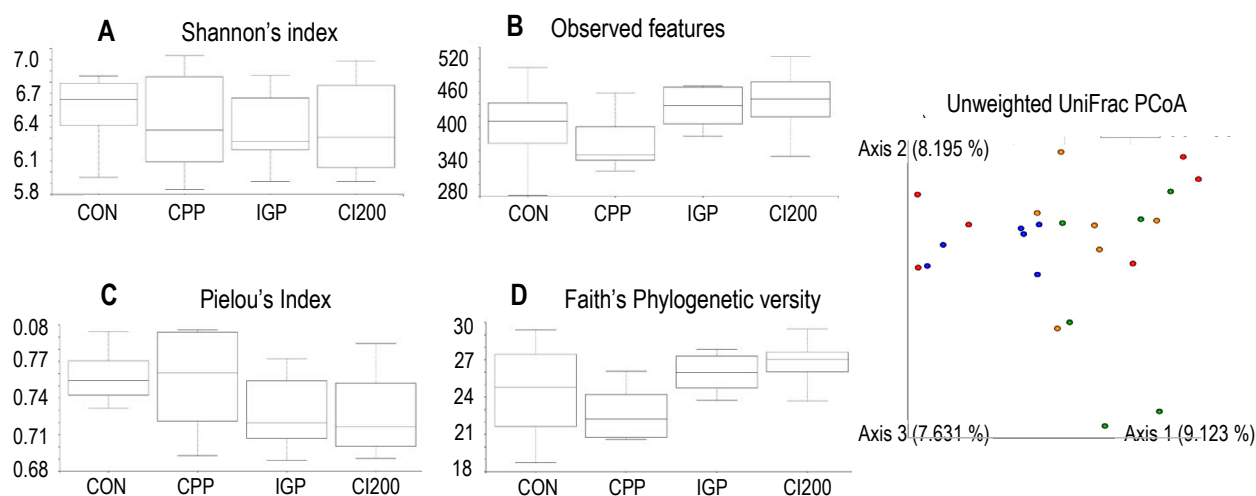 A Shannon's index
7.0
6.7
6.4
6.1
5.8
CON CPP IGP CI200
B Observed features
520
460
400
340
280
CON CPP IGP CI200
C Pielou's Index
0.08
0.77
0.74
0.71
0.68
CON CPP IGP CI200
D Faith's Phylogenetic versity
30
27
24
21
18
CON CPP IGP CI200
Unweighted UniFrac PCoA
Axis 2 (8.195 %)
Axis 3 (7.631 %) Axis 1 (9.123 %)